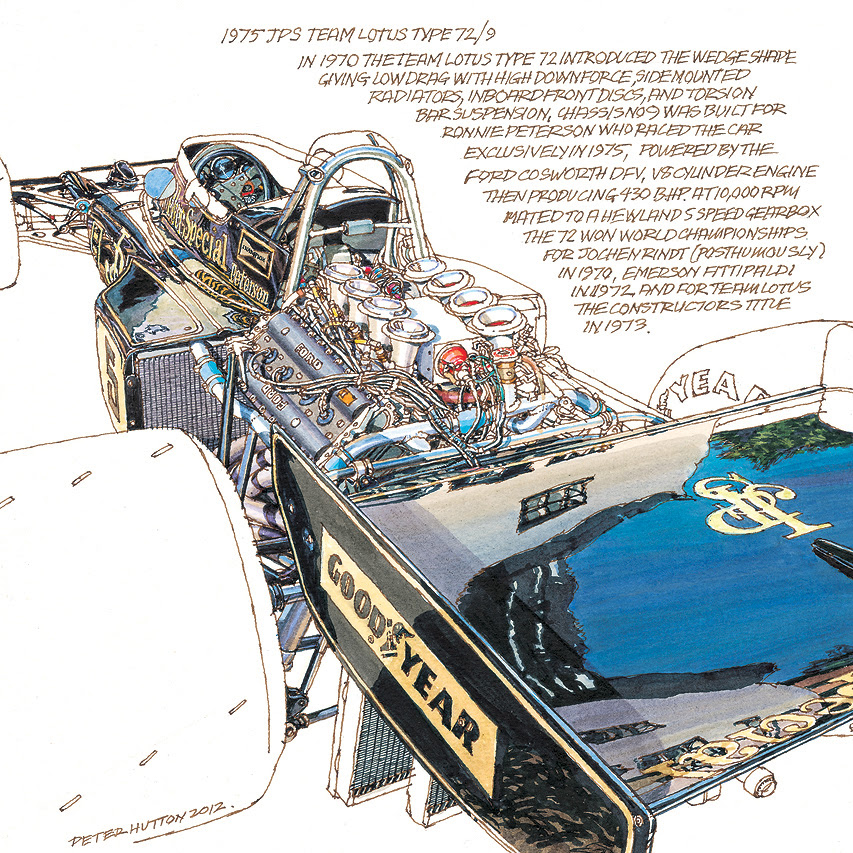 1975 JPS TEAM LOTUS TYPE 72/9
IN 1970 THE TEAM LOTUS TYPE 72 INTRODUCED THE WEDGE SHAPE
GIVING LOW DRAG WITH HIGH DOWNFORCE, SIDE MOUNTED
RADIATORS, INBOARD FRONT DISCS, AND TORSION
BAR SUSPENSION, CHASSIS NO 9 WAS BUILT FOR
RONNIE PETERSON WHO RACED THE CAR
EXCLUSIVELY IN 1975, POWERED BY THE
FORD COSWORTH DFV, V8 CYLINDER ENGINE
THEN PRODUCING 430 BHP. AT 10,000 RPM
MATED TO A HEWLAND 5 SPEED GEARBOX
THE 72 WON WORLD CHAMPIONSHIPS
FOR JOCHEN RINDT (POSTHUMOUSLY)
IN 1970, EMERSON FITTIPALDI
IN 1972, AND FOR TEAM LOTUS
THE CONSTRUCTORS TITLE
IN 1973.
Special
Peterson
FORD
5
YEAR
JPS
GOODYEAR
PETER HUTTON 2012.